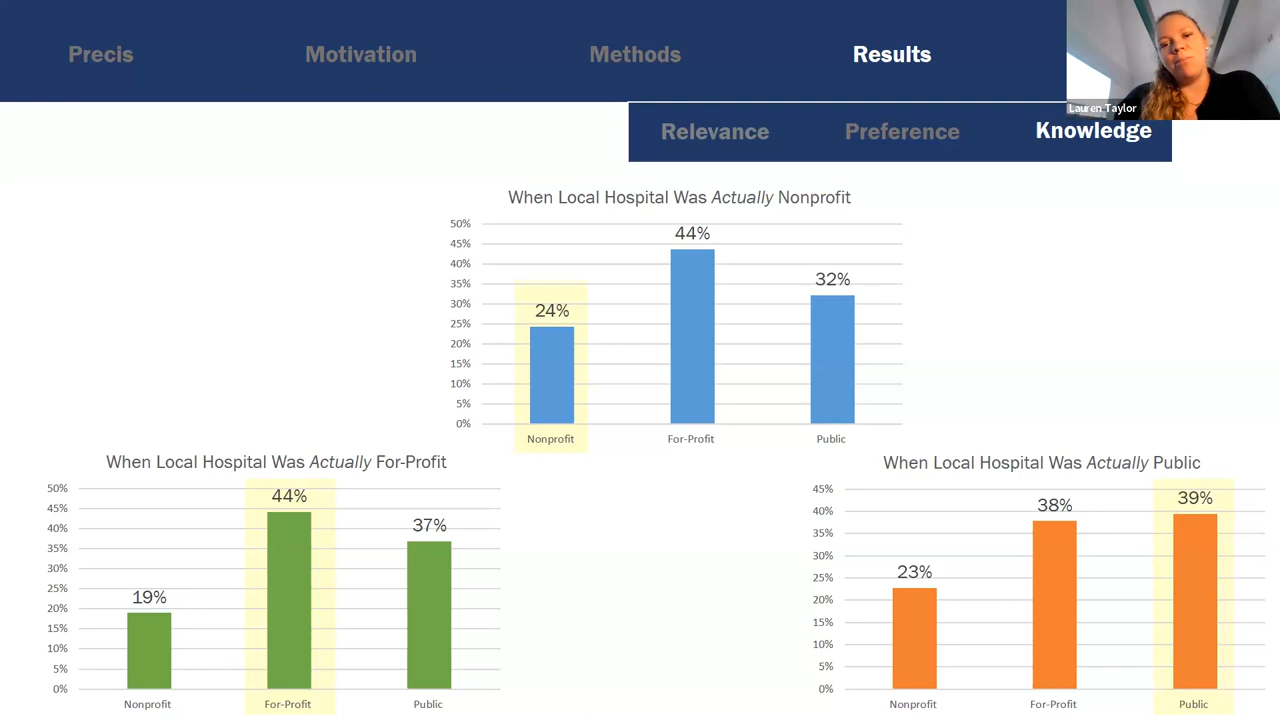 Precis
Motivation
Methods
Results
Lauren Taylor
Relevance
Preference
Knowledge
When Local Hospital Was Actually Nonprofit
50%
45%
40%
35%
30%
25%
20%
15%
10%
5%
0%
24%
44%
32%
Nonprofit
For-Profit
Public
When Local Hospital Was Actually For-Profit
50%
45%
40%
35%
30%
25%
20%
15%
10%
5%
0%
19%
44%
37%
Nonprofit
For-Profit
Public
When Local Hospital Was Actually Public
45%
40%
35%
30%
25%
20%
15%
10%
5%
0%
23%
38%
39%
Nonprofit
For-Profit
Public